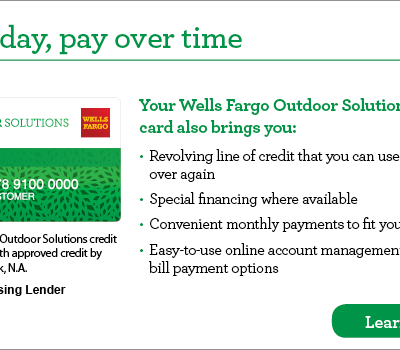 day, pay over time
R SOLUTIONS
WELLS
FARGO
78 9100 0000
STOMER
Outdoor Solutions credit
th approved credit by
k, N.A.
sing Lender
Your Wells Fargo Outdoor Solution
card also brings you:
• Revolving line of credit that you can use
over again
• Special financing where available
• Convenient monthly payments to fit you
• Easy-to-use online account management
bill payment options
Lear